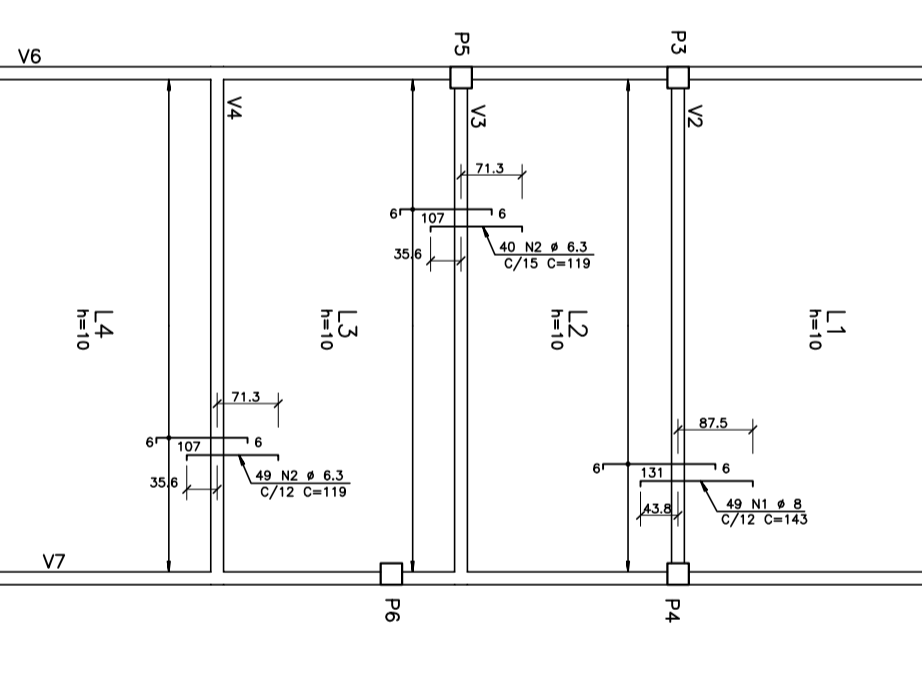 V6
P5
P3
V4
V3
V2
71.3
6
107
6
35.6
40 N2 ø 6.3
C/15 C=119
L4
h=10
L3
h=10
L2
h=10
L1
h=10
71.3
6
107
6
35.6
49 N2 ø 6.3
C/12 C=119
87.5
6
131
6
43.8
49 N1 ø 8
C/12 C=143
V7
P6
P4